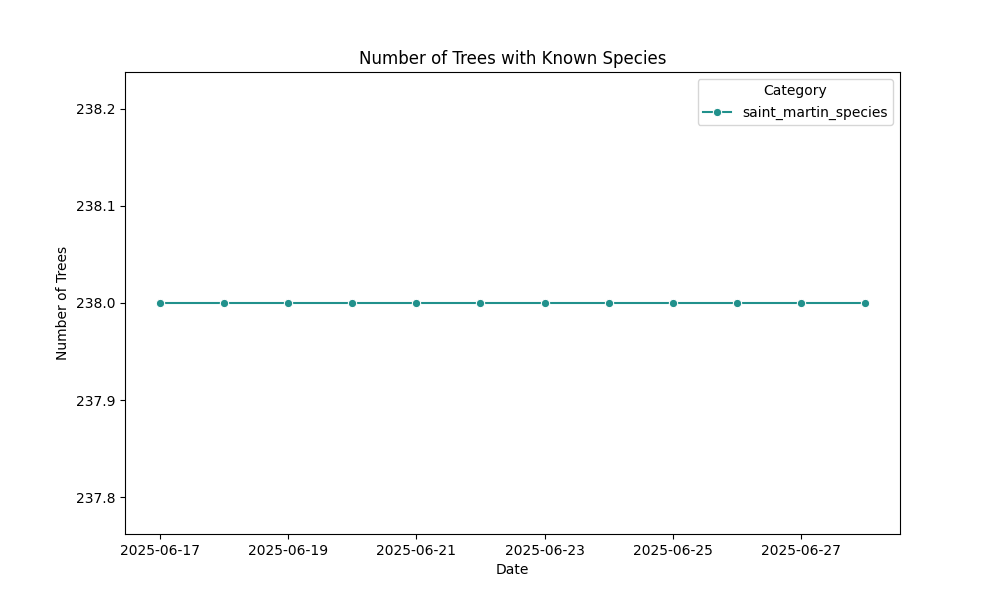 Number of Trees with Known Species
Category
saint_martin_species
Number of Trees
238.2
238.1
238.0
237.9
237.8
2025-06-17
2025-06-19
2025-06-21
2025-06-23
2025-06-25
2025-06-27
Date